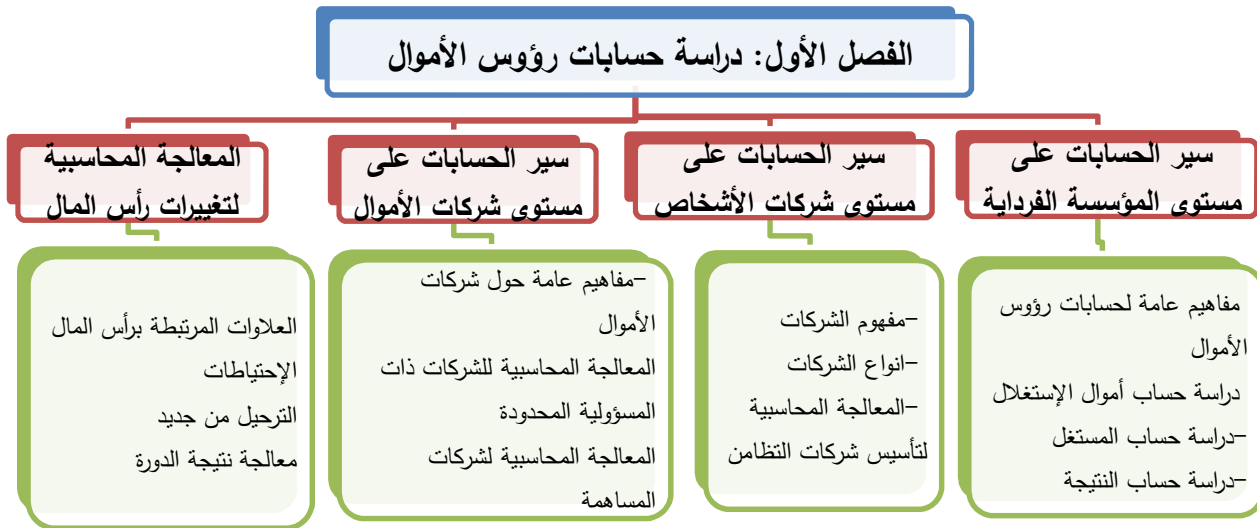 الفصل الأول: دراسة حسابات رؤوس الأموال
سير الحسابات على
مستوى المؤسسة الفرداية
مفاهيم عامة لحسابات رؤوس
الأموال
دراسة حساب أموال الإستغلال
-دراسة حساب المستغل
-دراسة حساب النتيجة
سير الحسابات على
مستوى شركات الأشخاص
-مفهوم الشركات
-انواع الشركات
-المعالجة المحاسبية
لتأسيس شركات التظامن
سير الحسابات على
مستوى شركات الأموال
-مفاهيم عامة حول شركات
الأموال
المعالجة المحاسبية للشركات ذات
المسؤولية المحدودة
المعالجة المحاسبية لشركات
المساهمة
المعالجة المحاسبية
لتغييرات رأس المال
العلاوات المرتبطة برأس المال
الإحتياطات
الترحيل من جديد
معالجة نتيجة الدورة